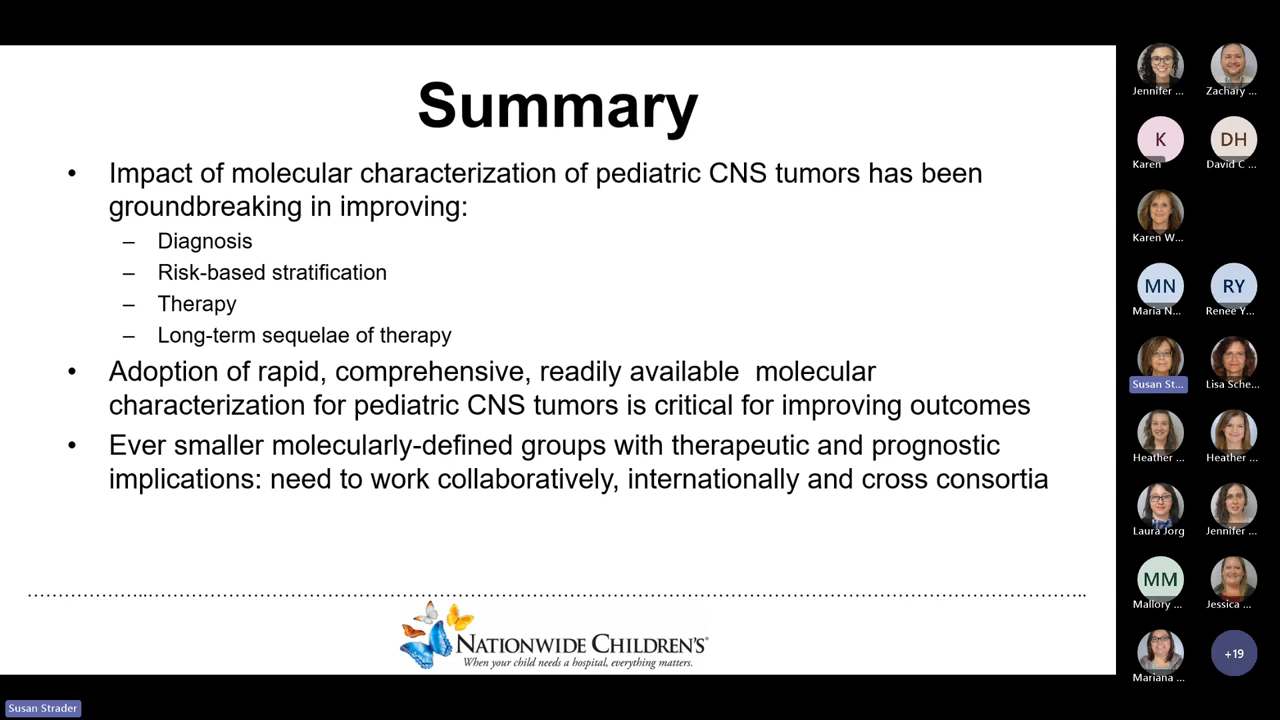 Summary
• Impact of molecular characterization of pediatric CNS tumors has been
groundbreaking in improving:
– Diagnosis
– Risk-based stratification
– Therapy
– Long-term sequelae of therapy
• Adoption of rapid, comprehensive, readily available molecular
characterization for pediatric CNS tumors is critical for improving outcomes
• Ever smaller molecularly-defined groups with therapeutic and prognostic
implications: need to work collaboratively, internationally and cross consortia
NATIONWIDE CHILDREN'S®
When your child needs a hospital, everything matters.
Jennifer ...
Zachary ...
K
Karen
DH
David C ...
Karen W...
MN
Maria N...
RY
Renee Y...
Susan St...
Lisa Sche...
Heather ...
Heather ...
Laura Jorg
Jennifer ...
MM
Mallory ...
Jessica ...
Mariana ...
+19
Susan Strader